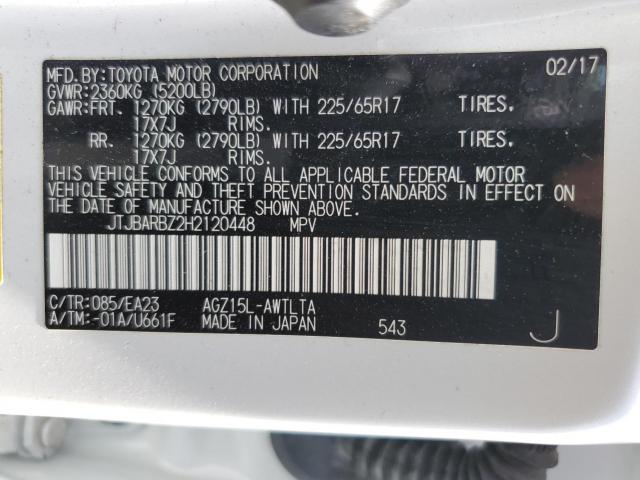 MFD.BY:TOYOTA MOTOR CORPORATION 02/17
GVWR:2360KG (5200LB)
GAWR:FRT. 1270KG (2790LB) WITH 225/65R17 TIRES.
17X7J RIMS.
RR. 1270KG (2790LB) WITH 225/65R17 TIRES.
17X7J RIMS.
THIS VEHICLE CONFORMS TO ALL APPLICABLE FEDERAL MOTOR
VEHICLE SAFETY AND THEFT PREVENTION STANDARDS IN EFFECT ON
THE DATE OF MANUFACTURE SHOWN ABOVE.
JTJBARBZ2H2120448 MPV
C/TR:085/EA23 AGZ15L-AWTLTA
A/TM:-01A/U661F MADE IN JAPAN 543 J